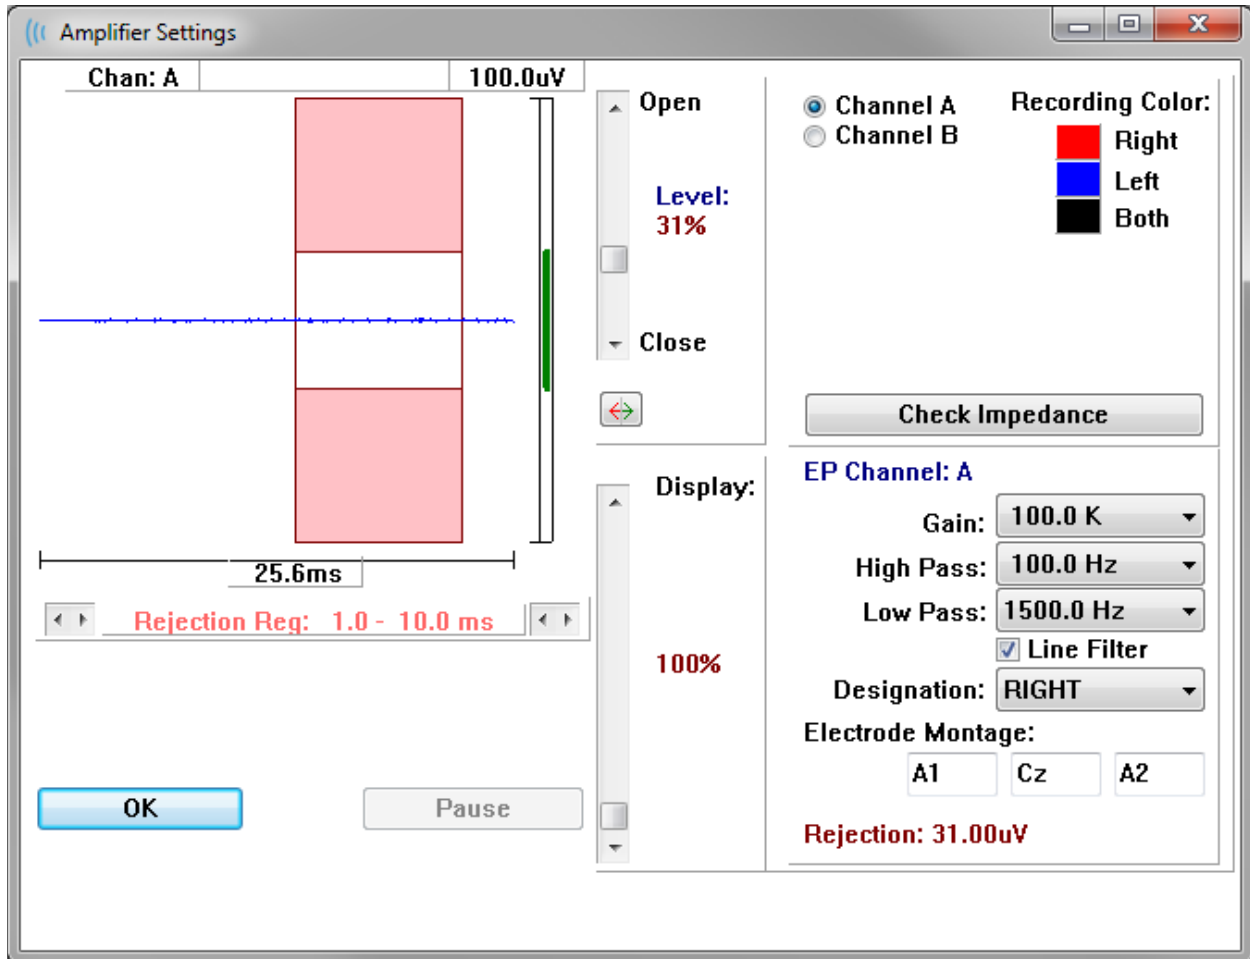 Amplifier Settings
Chan: A
100.0uV
25.6ms
Rejection Reg: 1.0 - 10.0 ms
OK
Pause
Open
Level:
31%
Close
Display:
100%
Channel A
Channel B
Recording Color:
Right
Left
Both
Check Impedance
EP Channel: A
Gain: 100.0 K
High Pass: 100.0 Hz
Low Pass: 1500.0 Hz
Line Filter
Designation: RIGHT
Electrode Montage:
A1 Cz A2
Rejection: 31.00uV